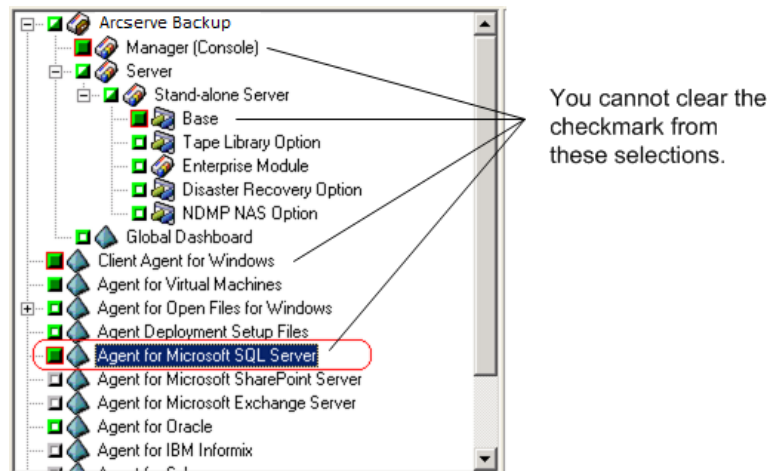 Arcserve Backup
Manager (Console)
Server
Stand-alone Server
Base
Tape Library Option
Enterprise Module
Disaster Recovery Option
NDMP NAS Option
Global Dashboard
Client Agent for Windows
Agent for Virtual Machines
Agent for Open Files for Windows
Agent Deployment Setup Files
Agent for Microsoft SQL Server
Agent for Microsoft SharePoint Server
Agent for Microsoft Exchange Server
Agent for Oracle
Agent for IBM Informix
You cannot clear the
checkmark from
these selections.